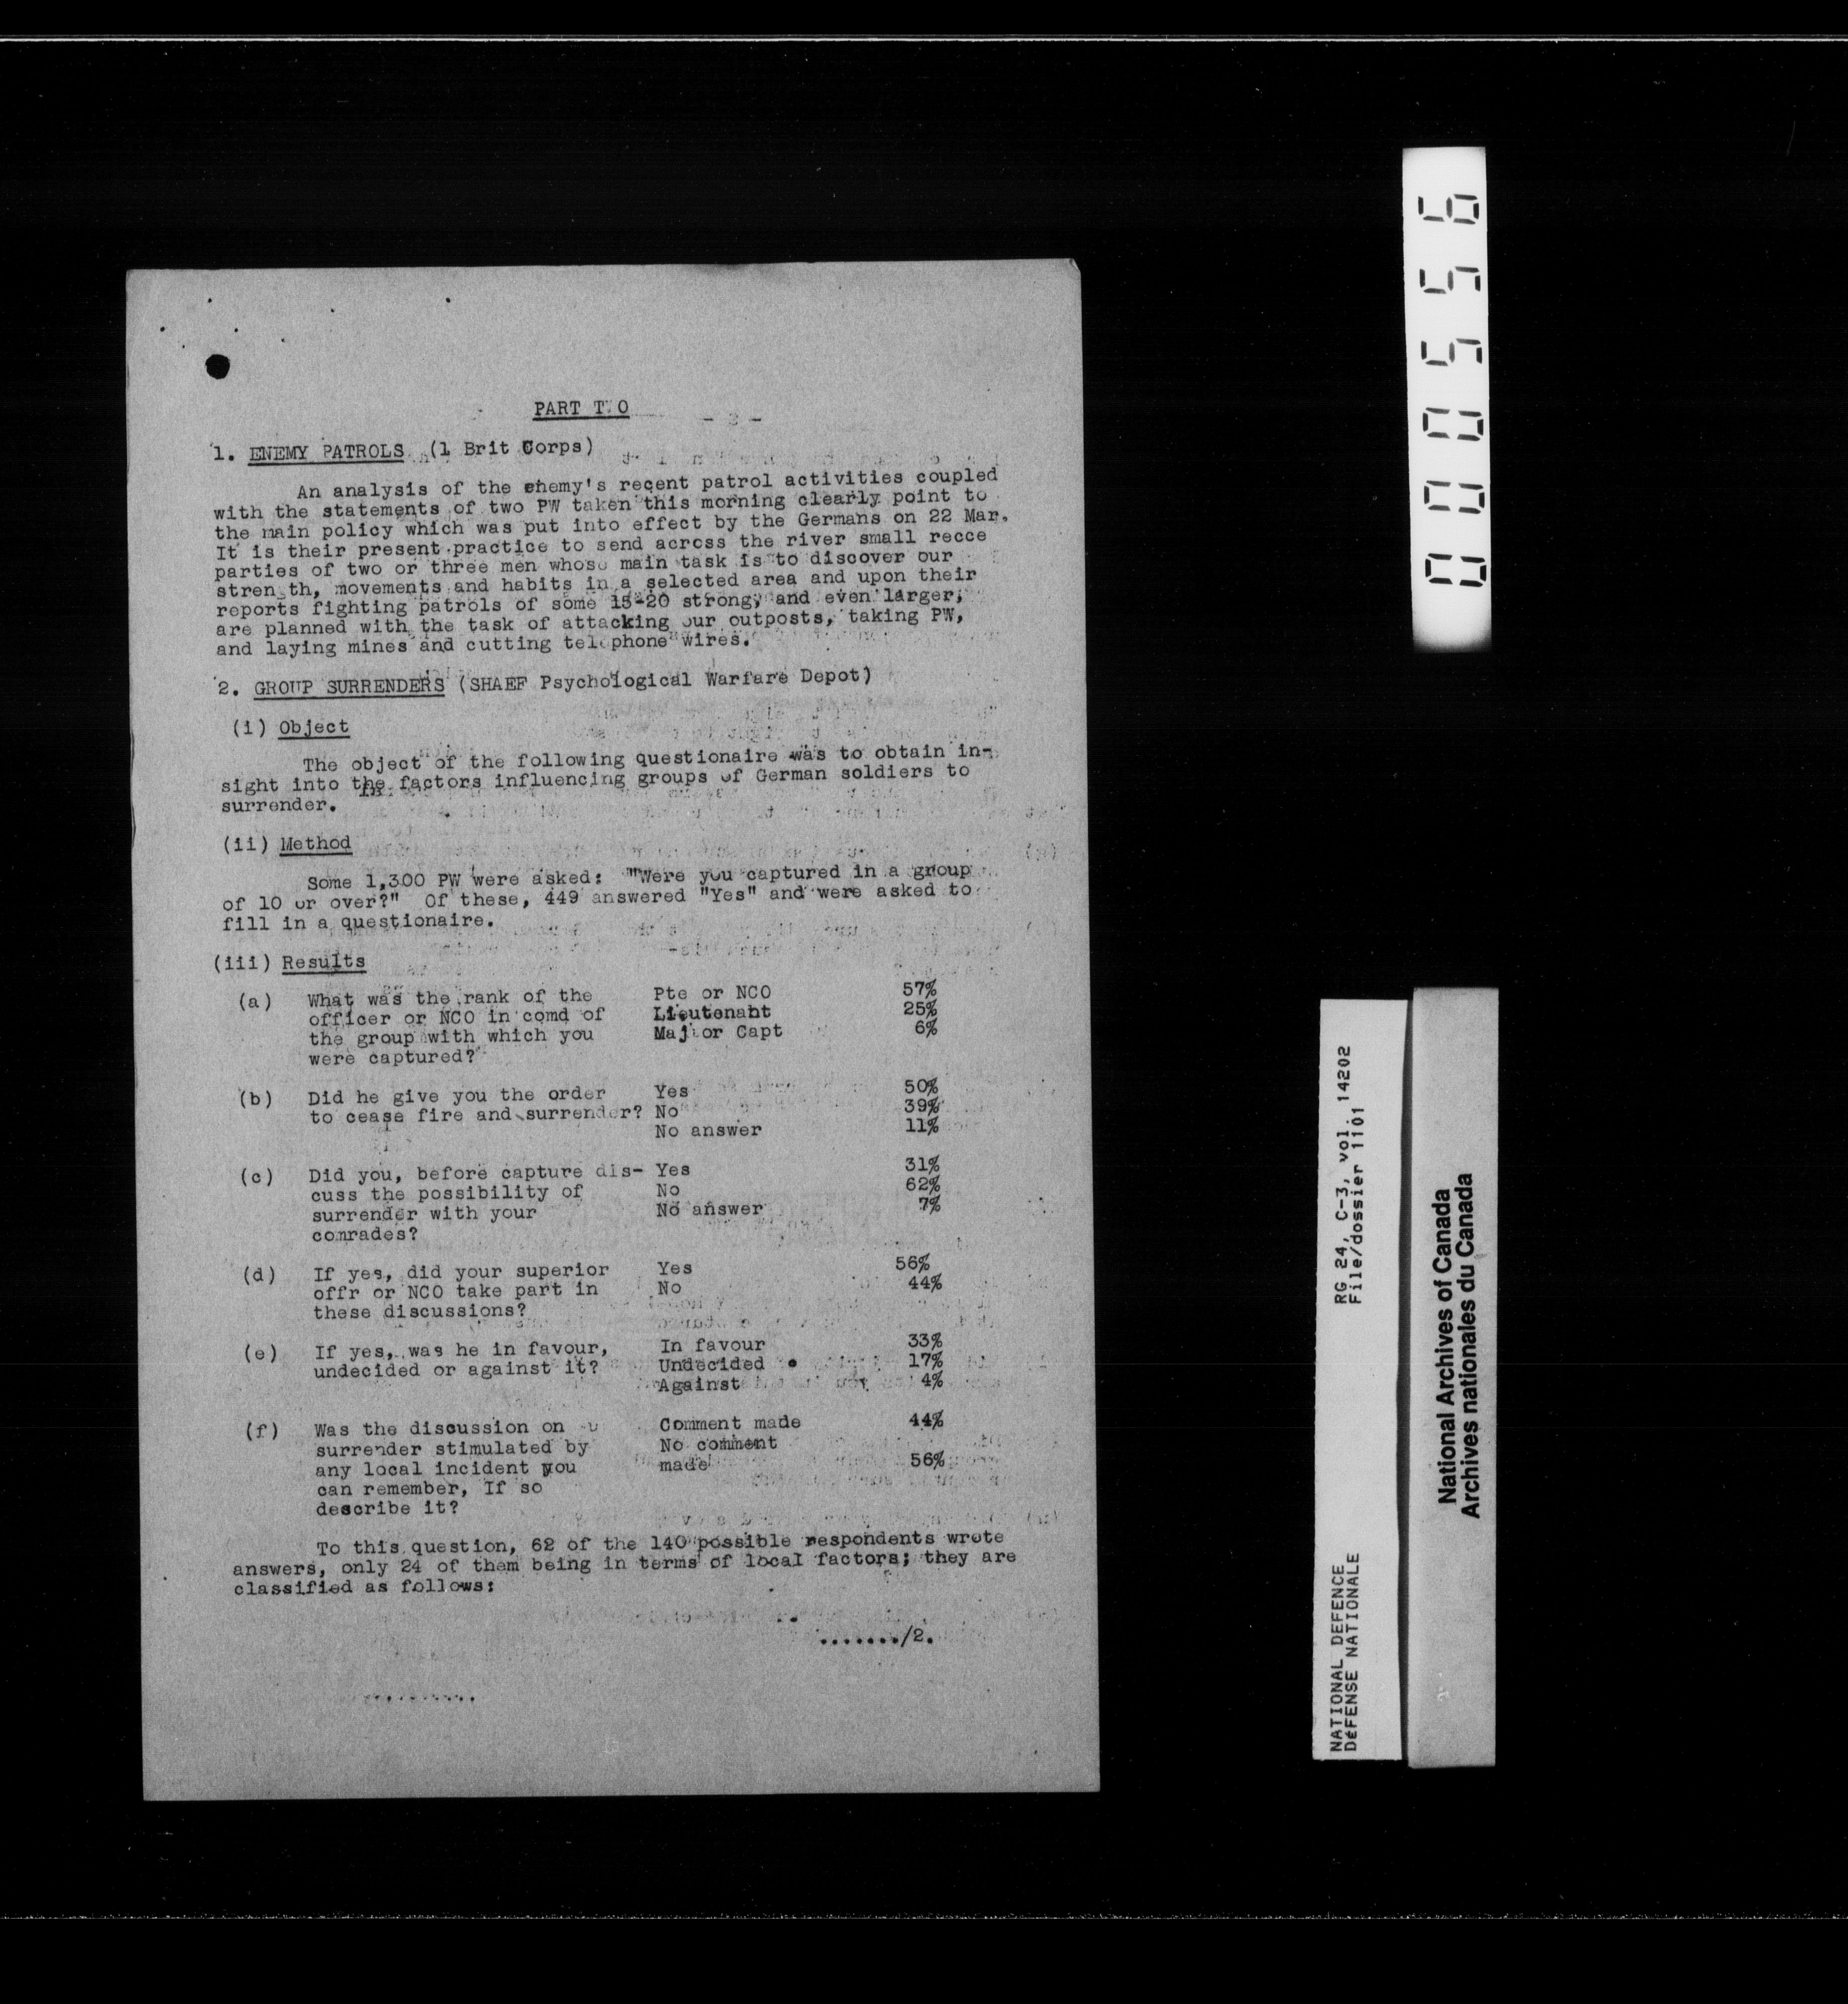 PART T O
1. ENEMY PATROLS (1 Brit Corps)
An analysis of the enemy's recent patrol activities coupled
with the statements of two PW taken this morning clearly point to
the main policy which was put into effect by the Germans on 22 Mar.
It is their present practice to send across the river small recce
parties of two or three men whose main task is to discover our
strength, movements and habits in a selected area and upon their
reports fighting patrols of some 15-20 strong, and even larger,
are planned with the task of attacking our outposts, taking PW,
and laying mines and cutting telephone wires.
2. GROUP SURRENDERS (SHAEF Psychological Warfare Depot)
(i) Object
The object of the following questionaire was to obtain in-
sight into the factors influencing groups of German soldiers to
surrender.
(ii) Method
Some 1,300 PW were asked: "Were you captured in a group
of 10 or over?" Of these, 449 answered "Yes" and were asked to
fill in a questionaire.
(iii) Results
(a) What was the rank of the Pte or NCO 57%
officer or NCO in comd of Lieutenant 25%
the group with which you Maj or Capt 6%
were captured?
(b) Did he give you the order Yes 50%
to cease fire and surrender? No 39%
No answer 11%
(c) Did you, before capture dis- Yes 31%
cuss the possibility of No 62%
surrender with your No answer 7%
comrades?
(d) If yes, did your superior Yes 56%
offr or NCO take part in No 44%
these discussions?
(e) If yes, was he in favour, In favour 33%
undecided or against it? Undecided 17%
Against 4%
(f) Was the discussion on Comment made 44%
surrender stimulated by No comment
any local incident you made 56%
can remember, If so
describe it?
To this question, 62 of the 140 possible respondents wrote
answers, only 24 of them being in terms of local factors; they are
classified as follows:
......./2.
000556
RG 24, C-3, vol. 14202
File/dossier 1101
NATIONAL DEFENCE
DéFENSE NATIONALE
National Archives of Canada
Archives nationales du Canada